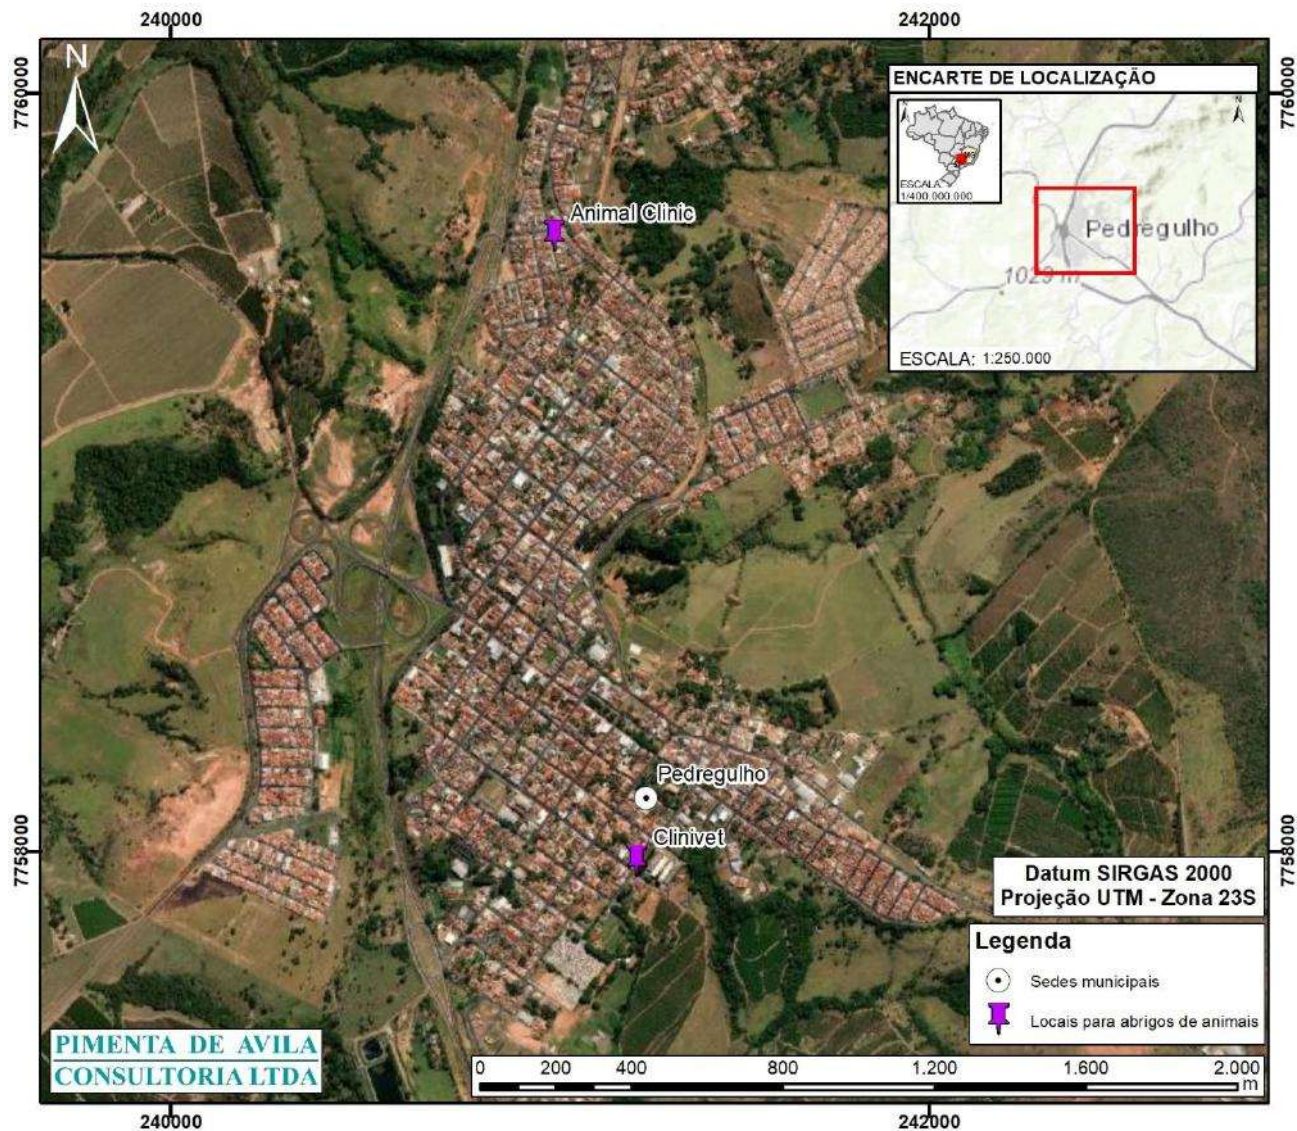 240000
242000
7760000
7760000
N
ENCARTE DE LOCALIZAÇÃO
ESCALA:
1/400.000.000
Pedregulho
1029 m
ESCALA: 1:250.000
Animal Clinic
Pedregulho
Clinivet
7758000
7758000
Datum SIRGAS 2000
Projeção UTM - Zona 23S
Legenda
Sedes municipais
Locais para abrigos de animais
PIMENTA DE AVILA
CONSULTORIA LTDA
0 200 400 800 1.200 1.600 2.000
m
240000
242000